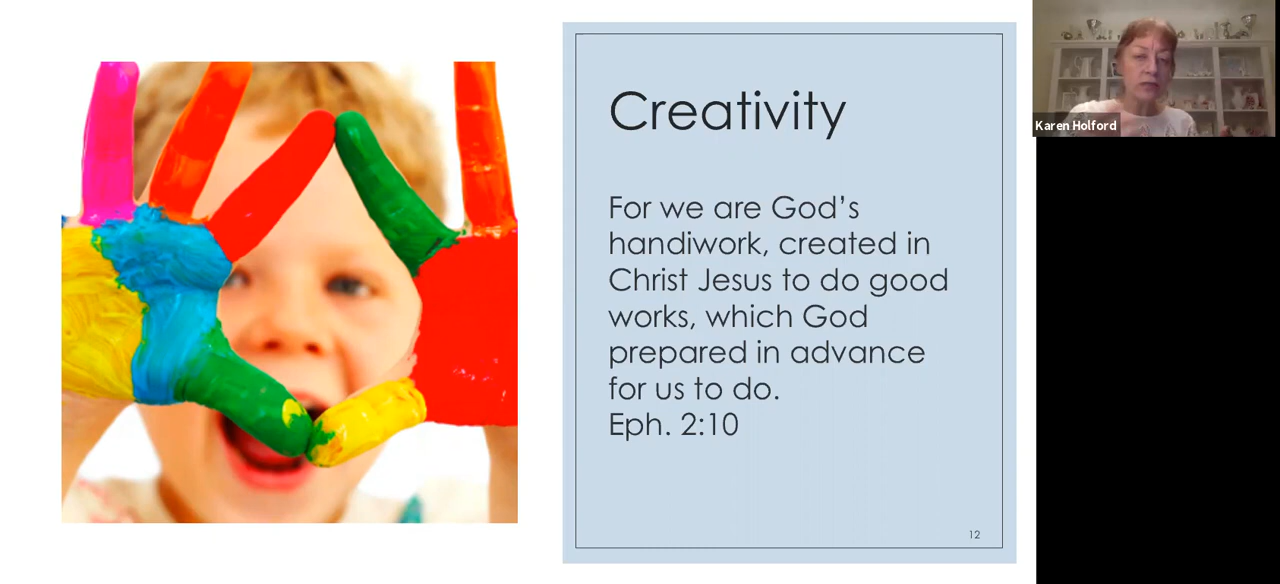 Creativity
For we are God’s
handiwork, created in
Christ Jesus to do good
works, which God
prepared in advance
for us to do.
Eph. 2:10
12
Karen Holford